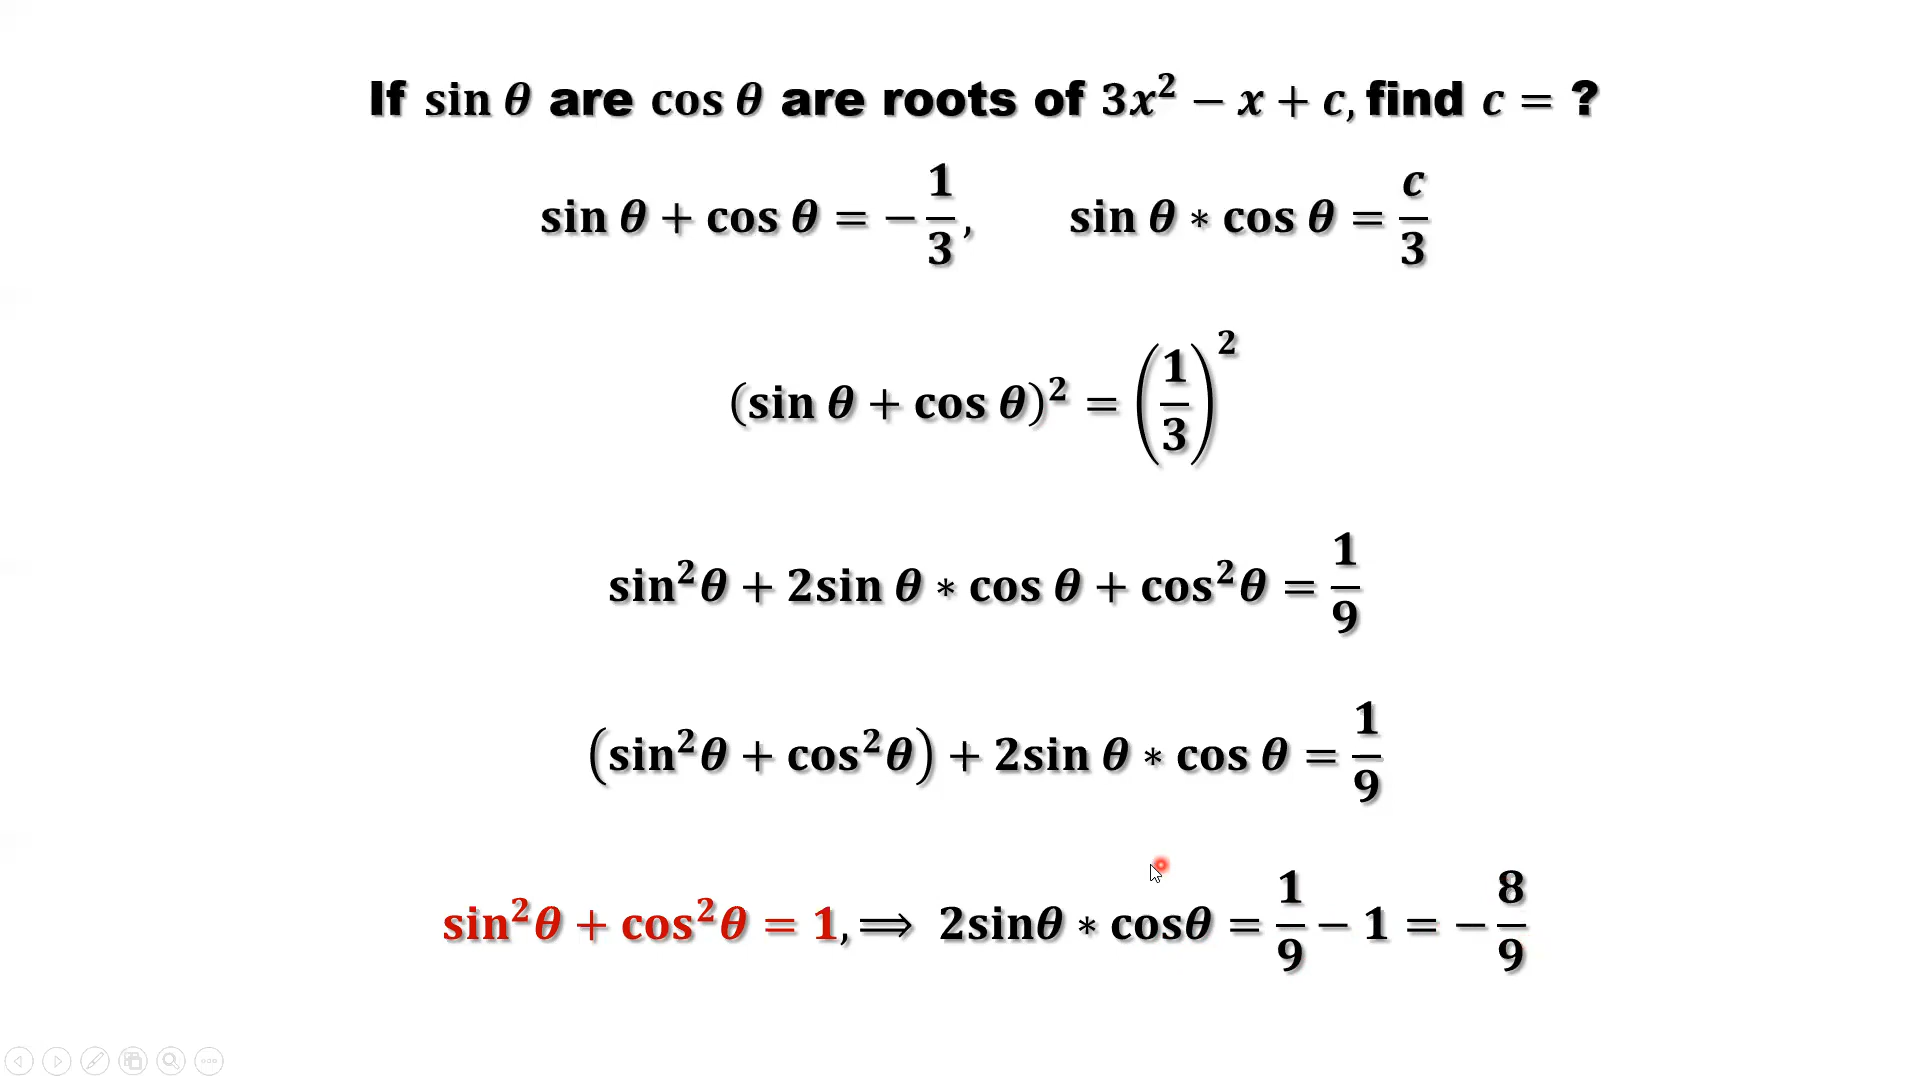 If sin θ are cos θ are roots of 3x² − x + c, find c = ?
sin θ + cos θ = −1/3, sin θ ∗ cos θ = c/3
(sin θ + cos θ)² = (1/3)²
sin²θ + 2sin θ ∗ cos θ + cos²θ = 1/9
(sin²θ + cos²θ) + 2sin θ ∗ cos θ = 1/9
sin²θ + cos²θ = 1, ⟹ 2sinθ ∗ cosθ = 1/9 − 1 = −8/9